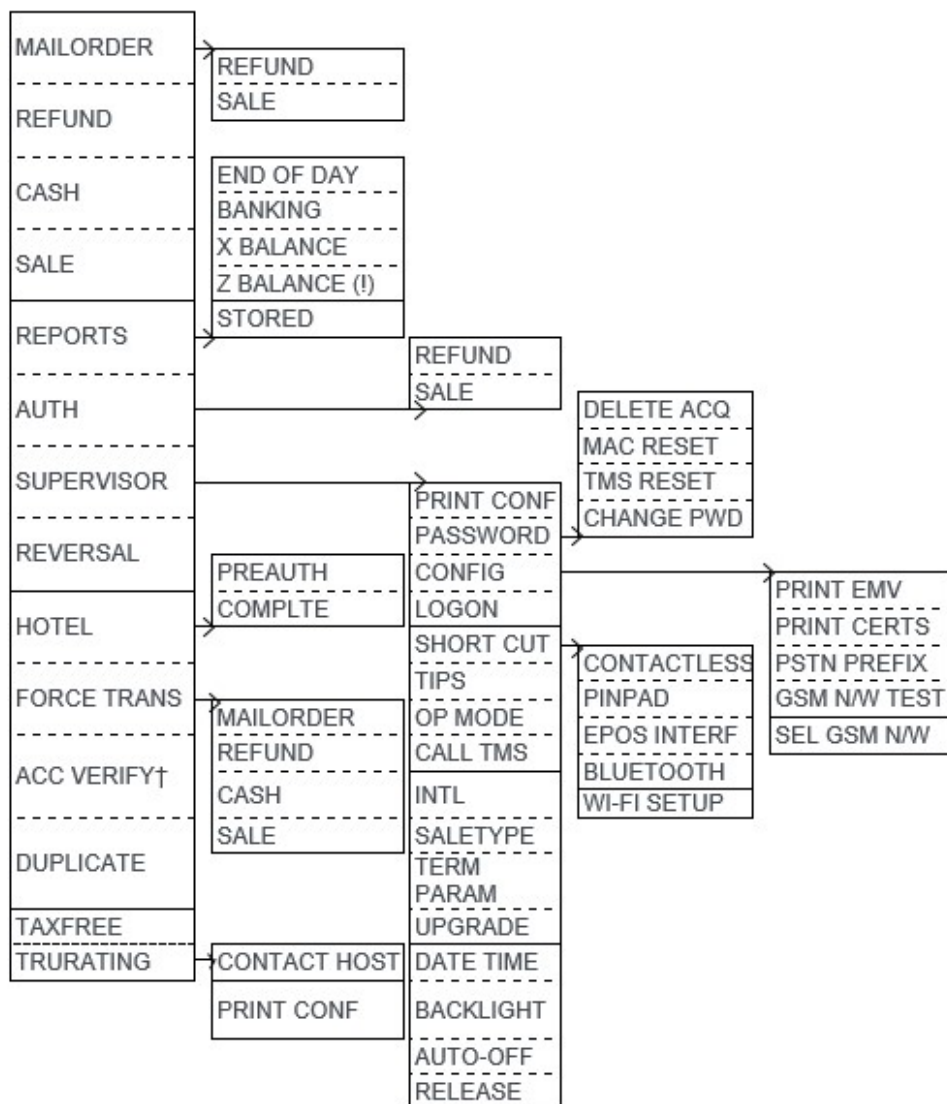 MAILORDER
REFUND
CASH
SALE
REPORTS
AUTH
SUPERVISOR
REVERSAL
HOTEL
FORCE TRANS
ACC VERIFY†
DUPLICATE
TAXFREE
TRURATING
REFUND
SALE
END OF DAY
BANKING
X BALANCE
Z BALANCE (!)
STORED
PREAUTH
COMPLTE
MAILORDER
REFUND
CASH
SALE
CONTACT HOST
PRINT CONF
REFUND
SALE
PRINT CONF
PASSWORD
CONFIG
LOGON
SHORT CUT
TIPS
OP MODE
CALL TMS
INTL
SALETYPE
TERM
PARAM
UPGRADE
DATE TIME
BACKLIGHT
AUTO-OFF
RELEASE
DELETE ACQ
MAC RESET
TMS RESET
CHANGE PWD
CONTACTLESS
PINPAD
EPOS INTERF
BLUETOOTH
WI-FI SETUP
PRINT EMV
PRINT CERTS
PSTN PREFIX
GSM N/W TEST
SEL GSM N/W